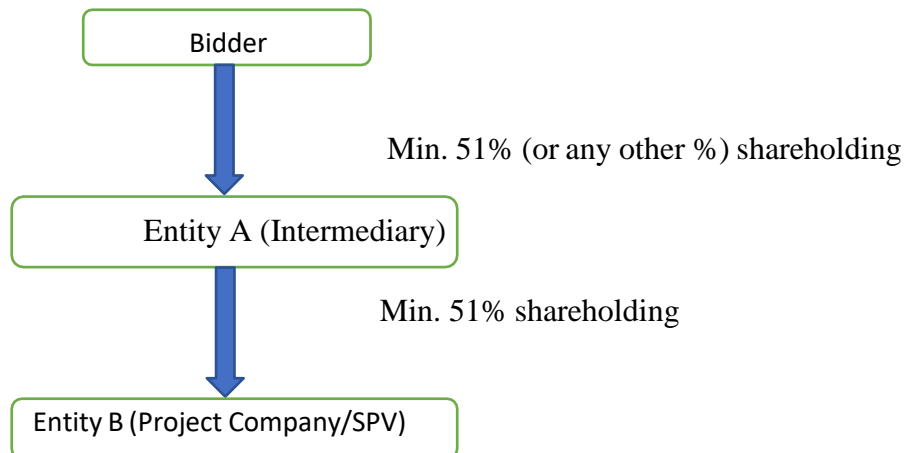 Bidder
Min. 51% (or any other %) shareholding
Entity A (Intermediary)
Min. 51% shareholding
Entity B (Project Company/SPV)